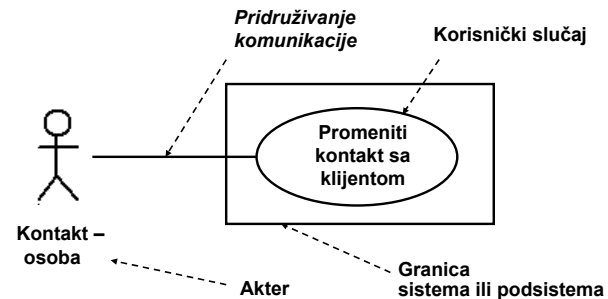 Pridruživanje
komunikacije
Korisnički slučaj
Promeniti
kontakt sa
klijentom
Kontakt –
osoba
Akter
Granica
sistema ili podsistema